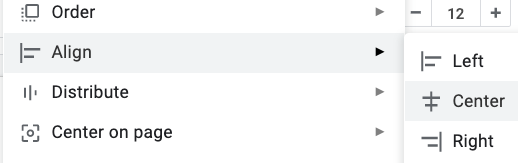 Order
− 12 +
Align
Left
Distribute
Center
Center on page
Right